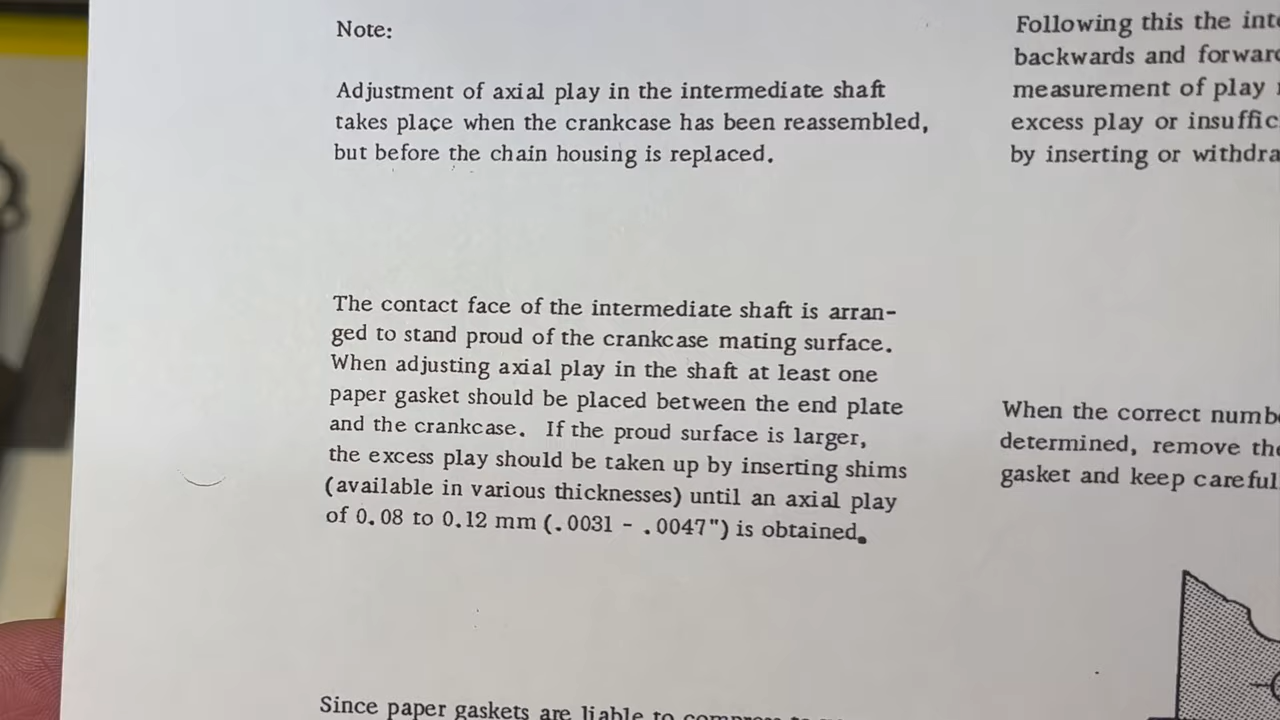 Note:
Adjustment of axial play in the intermediate shaft
takes place when the crankcase has been reassembled,
but before the chain housing is replaced.
The contact face of the intermediate shaft is arran-
ged to stand proud of the crankcase mating surface.
When adjusting axial play in the shaft at least one
paper gasket should be placed between the end plate
and the crankcase. If the proud surface is larger,
the excess play should be taken up by inserting shims
(available in various thicknesses) until an axial play
of 0.08 to 0.12 mm (.0031 - .0047") is obtained.
Since paper gaskets are liable to
Following this the
backwards and
measurement of play
excess play or
by inserting or
When the correct
determined, remove
gasket and keep